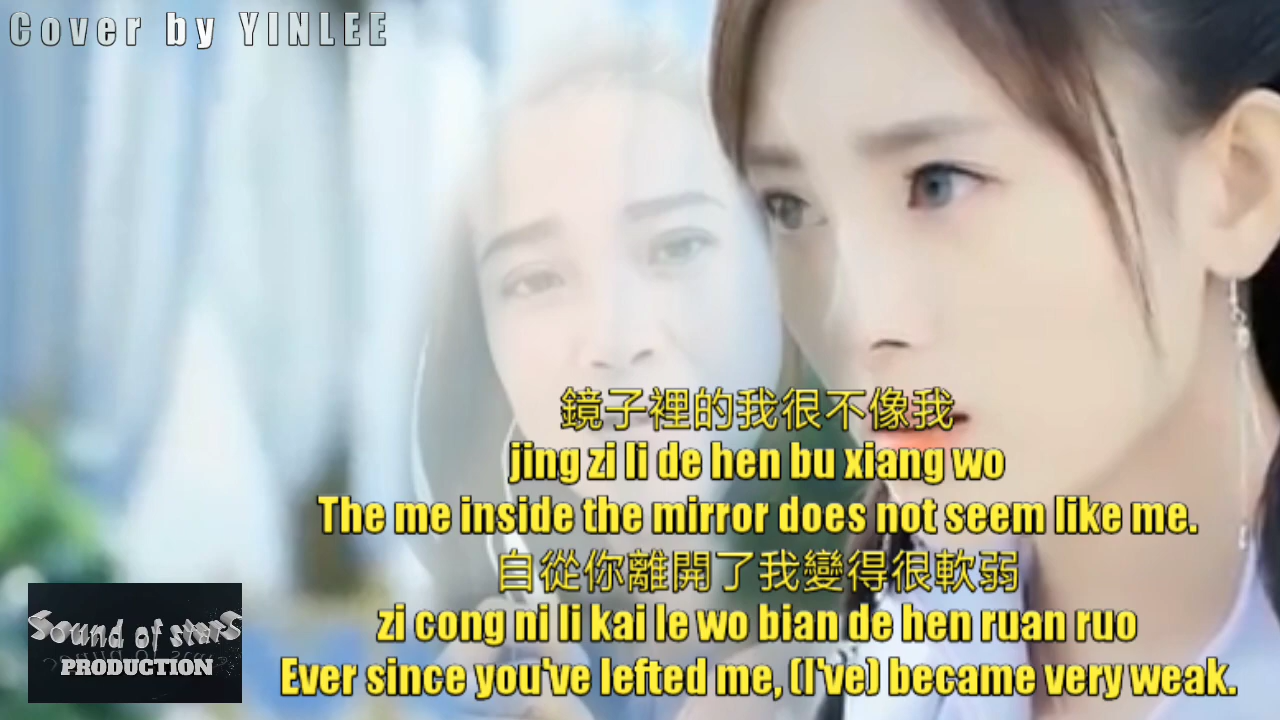 Cover by YINLEE
鏡子裡的我很不像我
jing zi li de hen bu xiang wo
The me inside the mirror does not seem like me.
自從你離開了我變得很軟弱
zi cong ni li kai le wo bian de hen ruan ruo
Ever since you've lefted me, (I've) became very weak.
Sound of stars
PRODUCTION